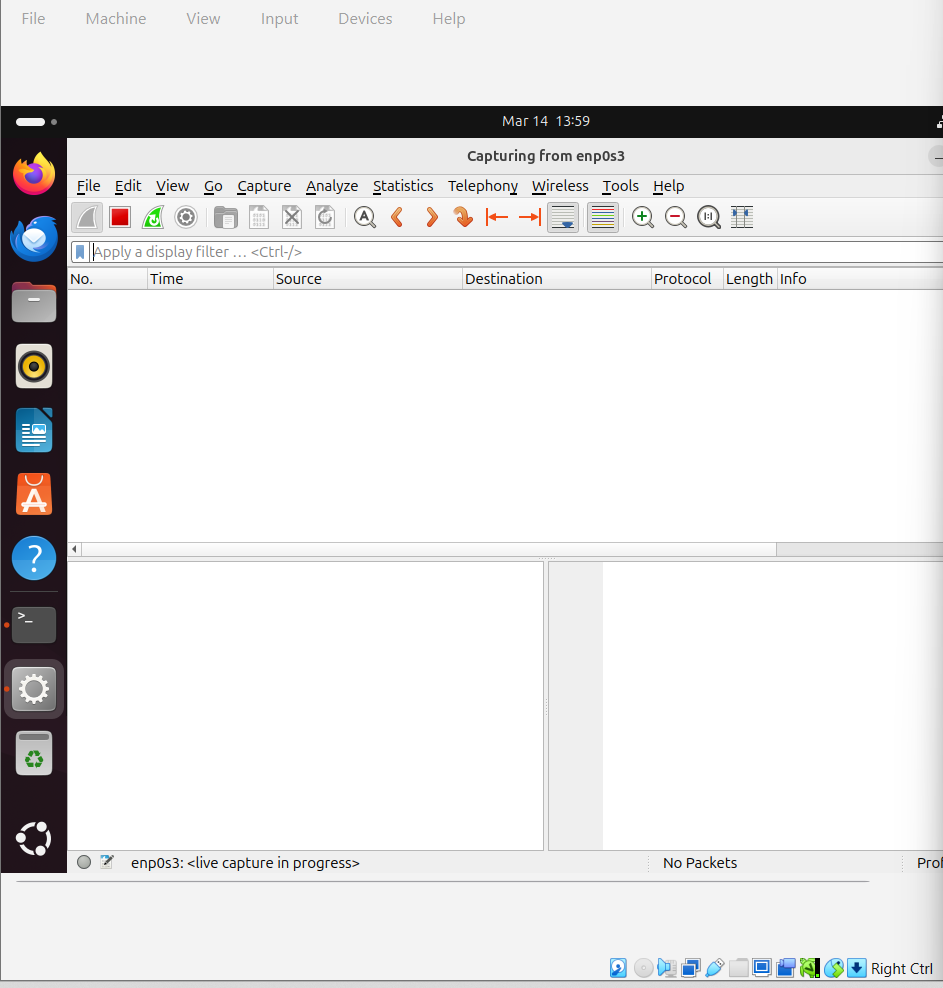 File Machine View Input Devices Help
Mar 14 13:59
Capturing from enp0s3
File Edit View Go Capture Analyze Statistics Telephony Wireless Tools Help
Apply a display filter … <Ctrl-/>
No. Time Source Destination Protocol Length Info
enp0s3: <live capture in progress> No Packets Prof
Right Ctrl